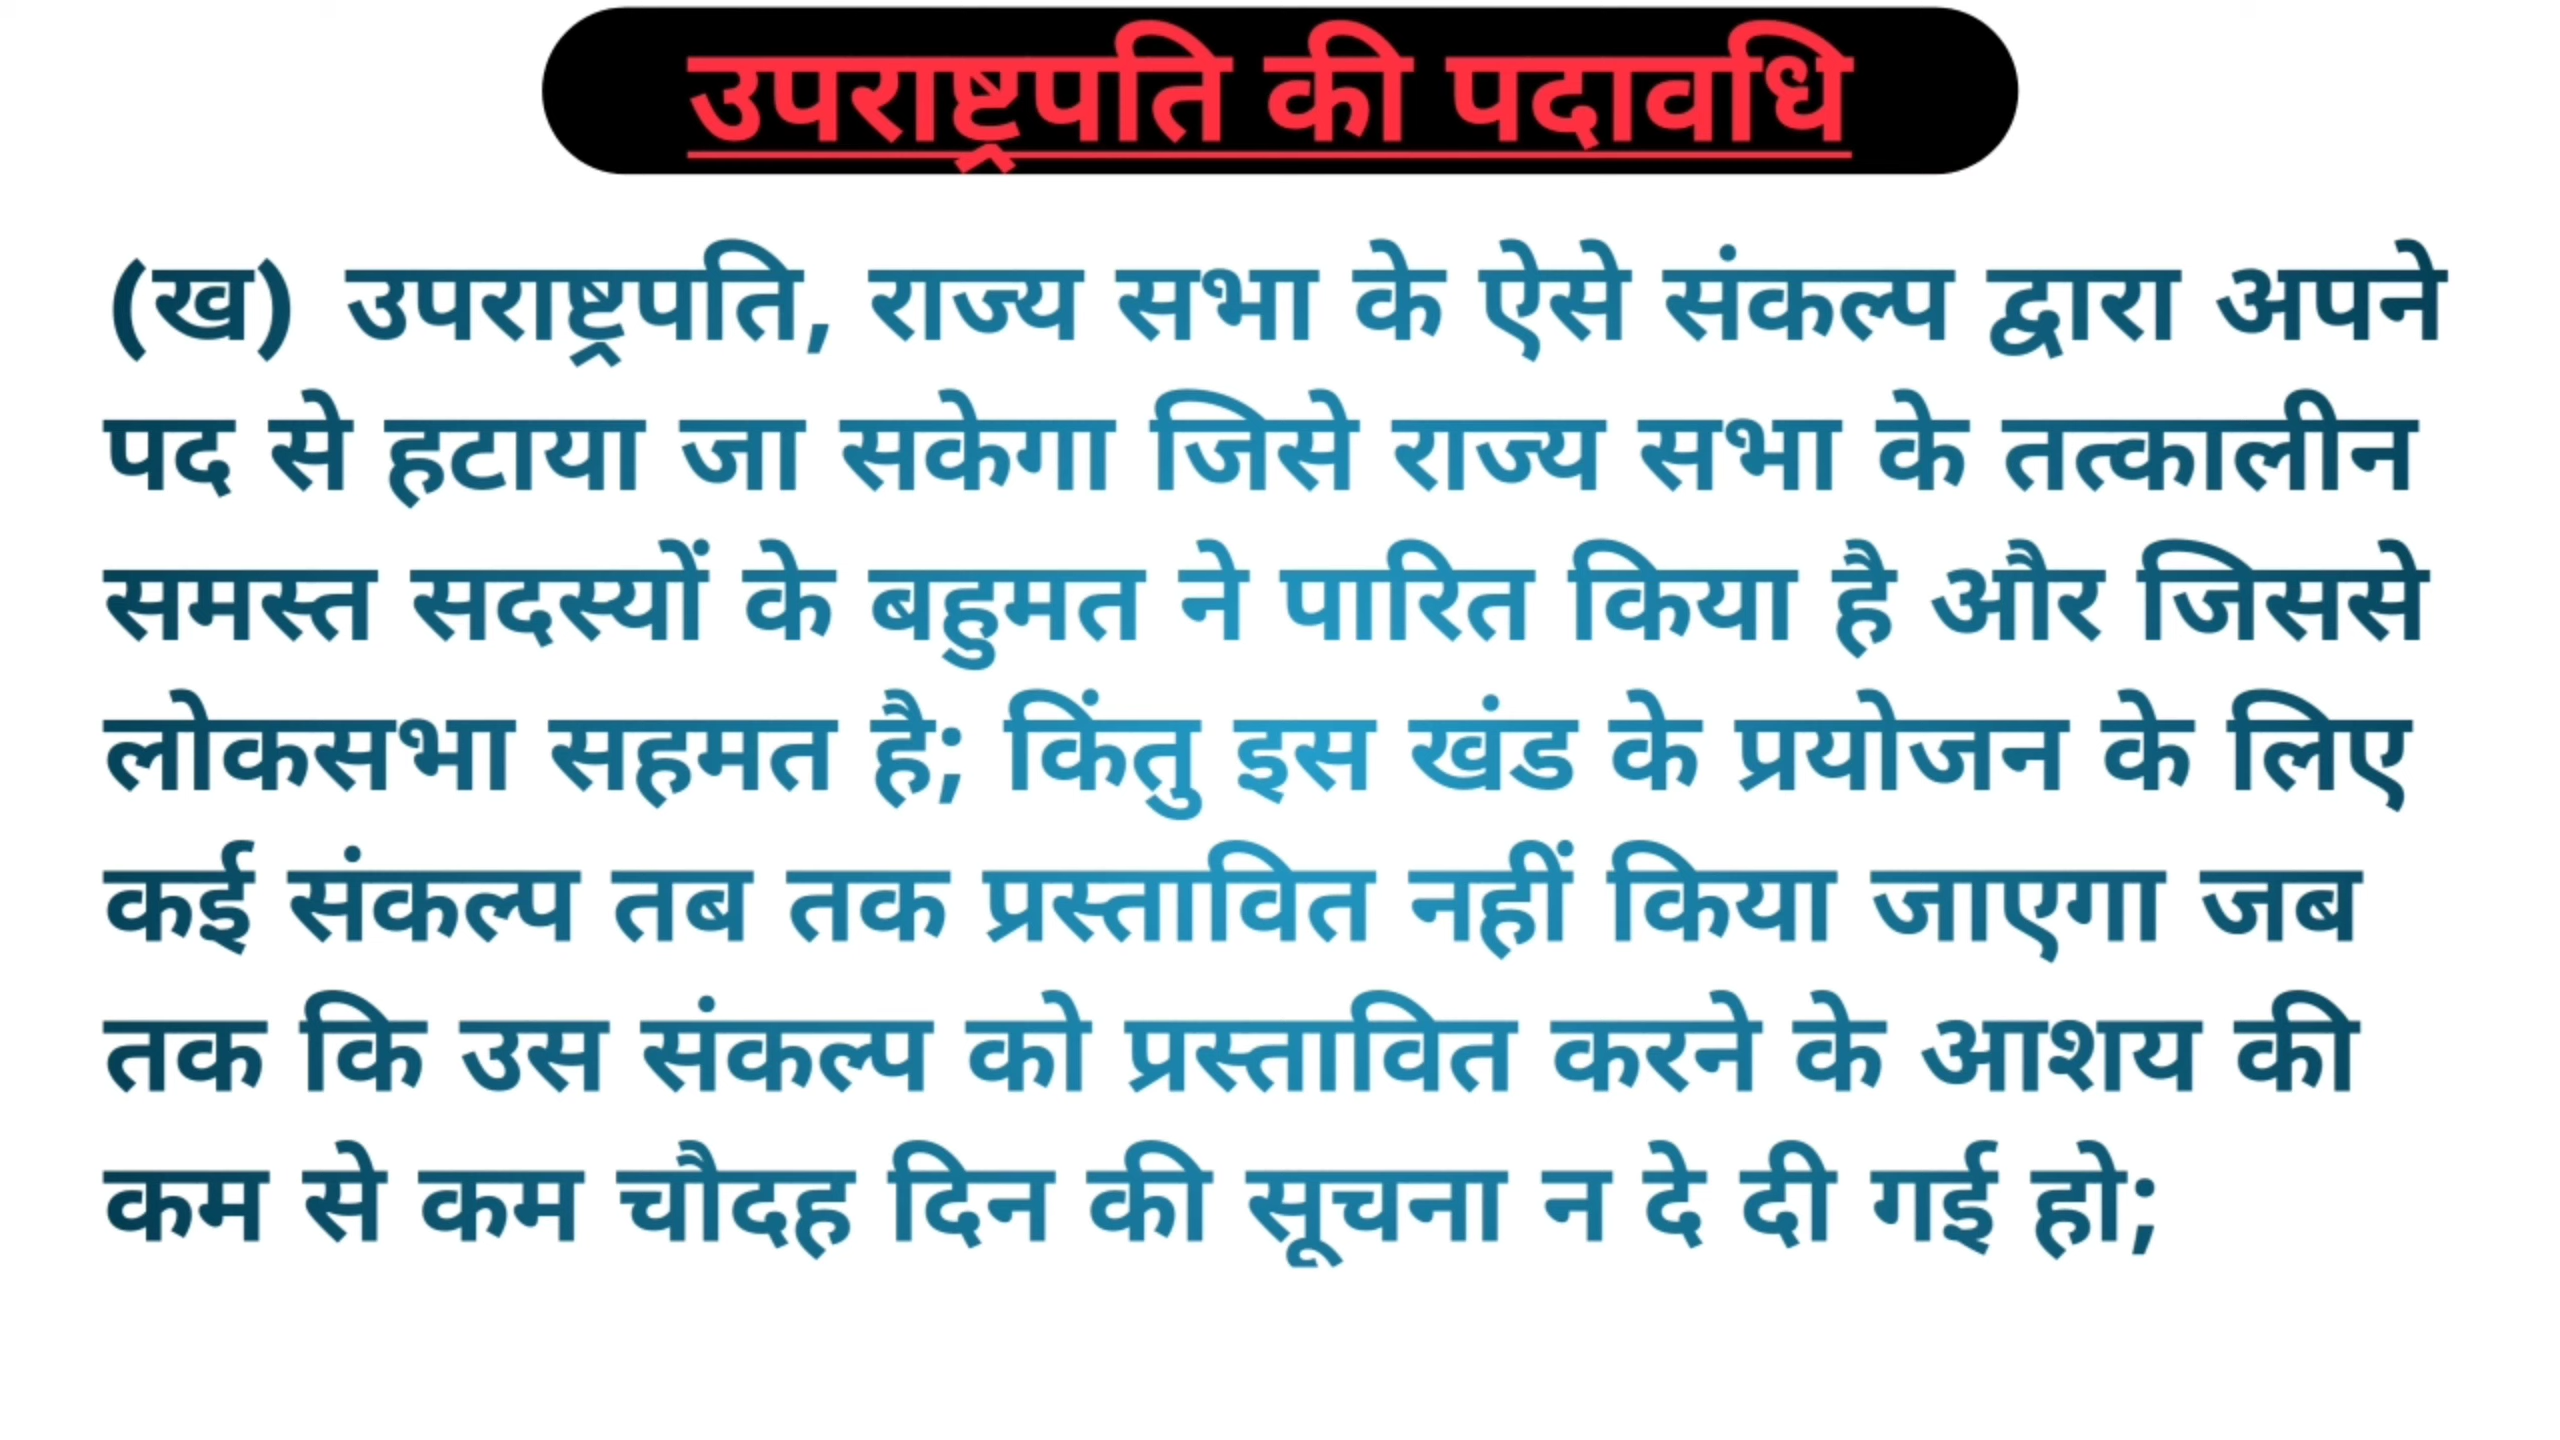 उपराष्ट्रपति की पदावधि
(ख) उपराष्ट्रपति, राज्य सभा के ऐसे संकल्प द्वारा अपने
पद से हटाया जा सकेगा जिसे राज्य सभा के तत्कालीन
समस्त सदस्यों के बहुमत ने पारित किया है और जिससे
लोकसभा सहमत है; किंतु इस खंड के प्रयोजन के लिए
कई संकल्प तब तक प्रस्तावित नहीं किया जाएगा जब
तक कि उस संकल्प को प्रस्तावित करने के आशय की
कम से कम चौदह दिन की सूचना न दे दी गई हो;